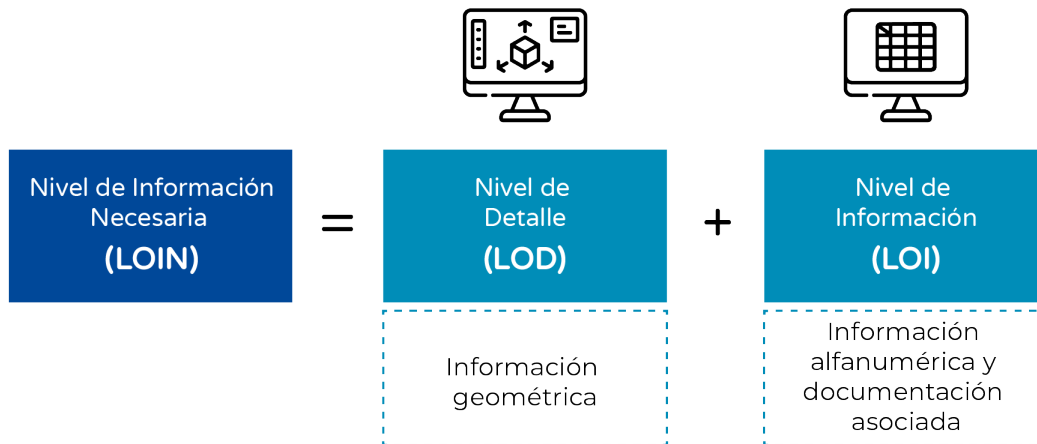 Nivel de Información
Necesaria
(LOIN)
=
Nivel de
Detalle
(LOD)
+
Nivel de
Información
(LOI)
Información
geométrica
Información
alfanumérica y
documentación
asociada